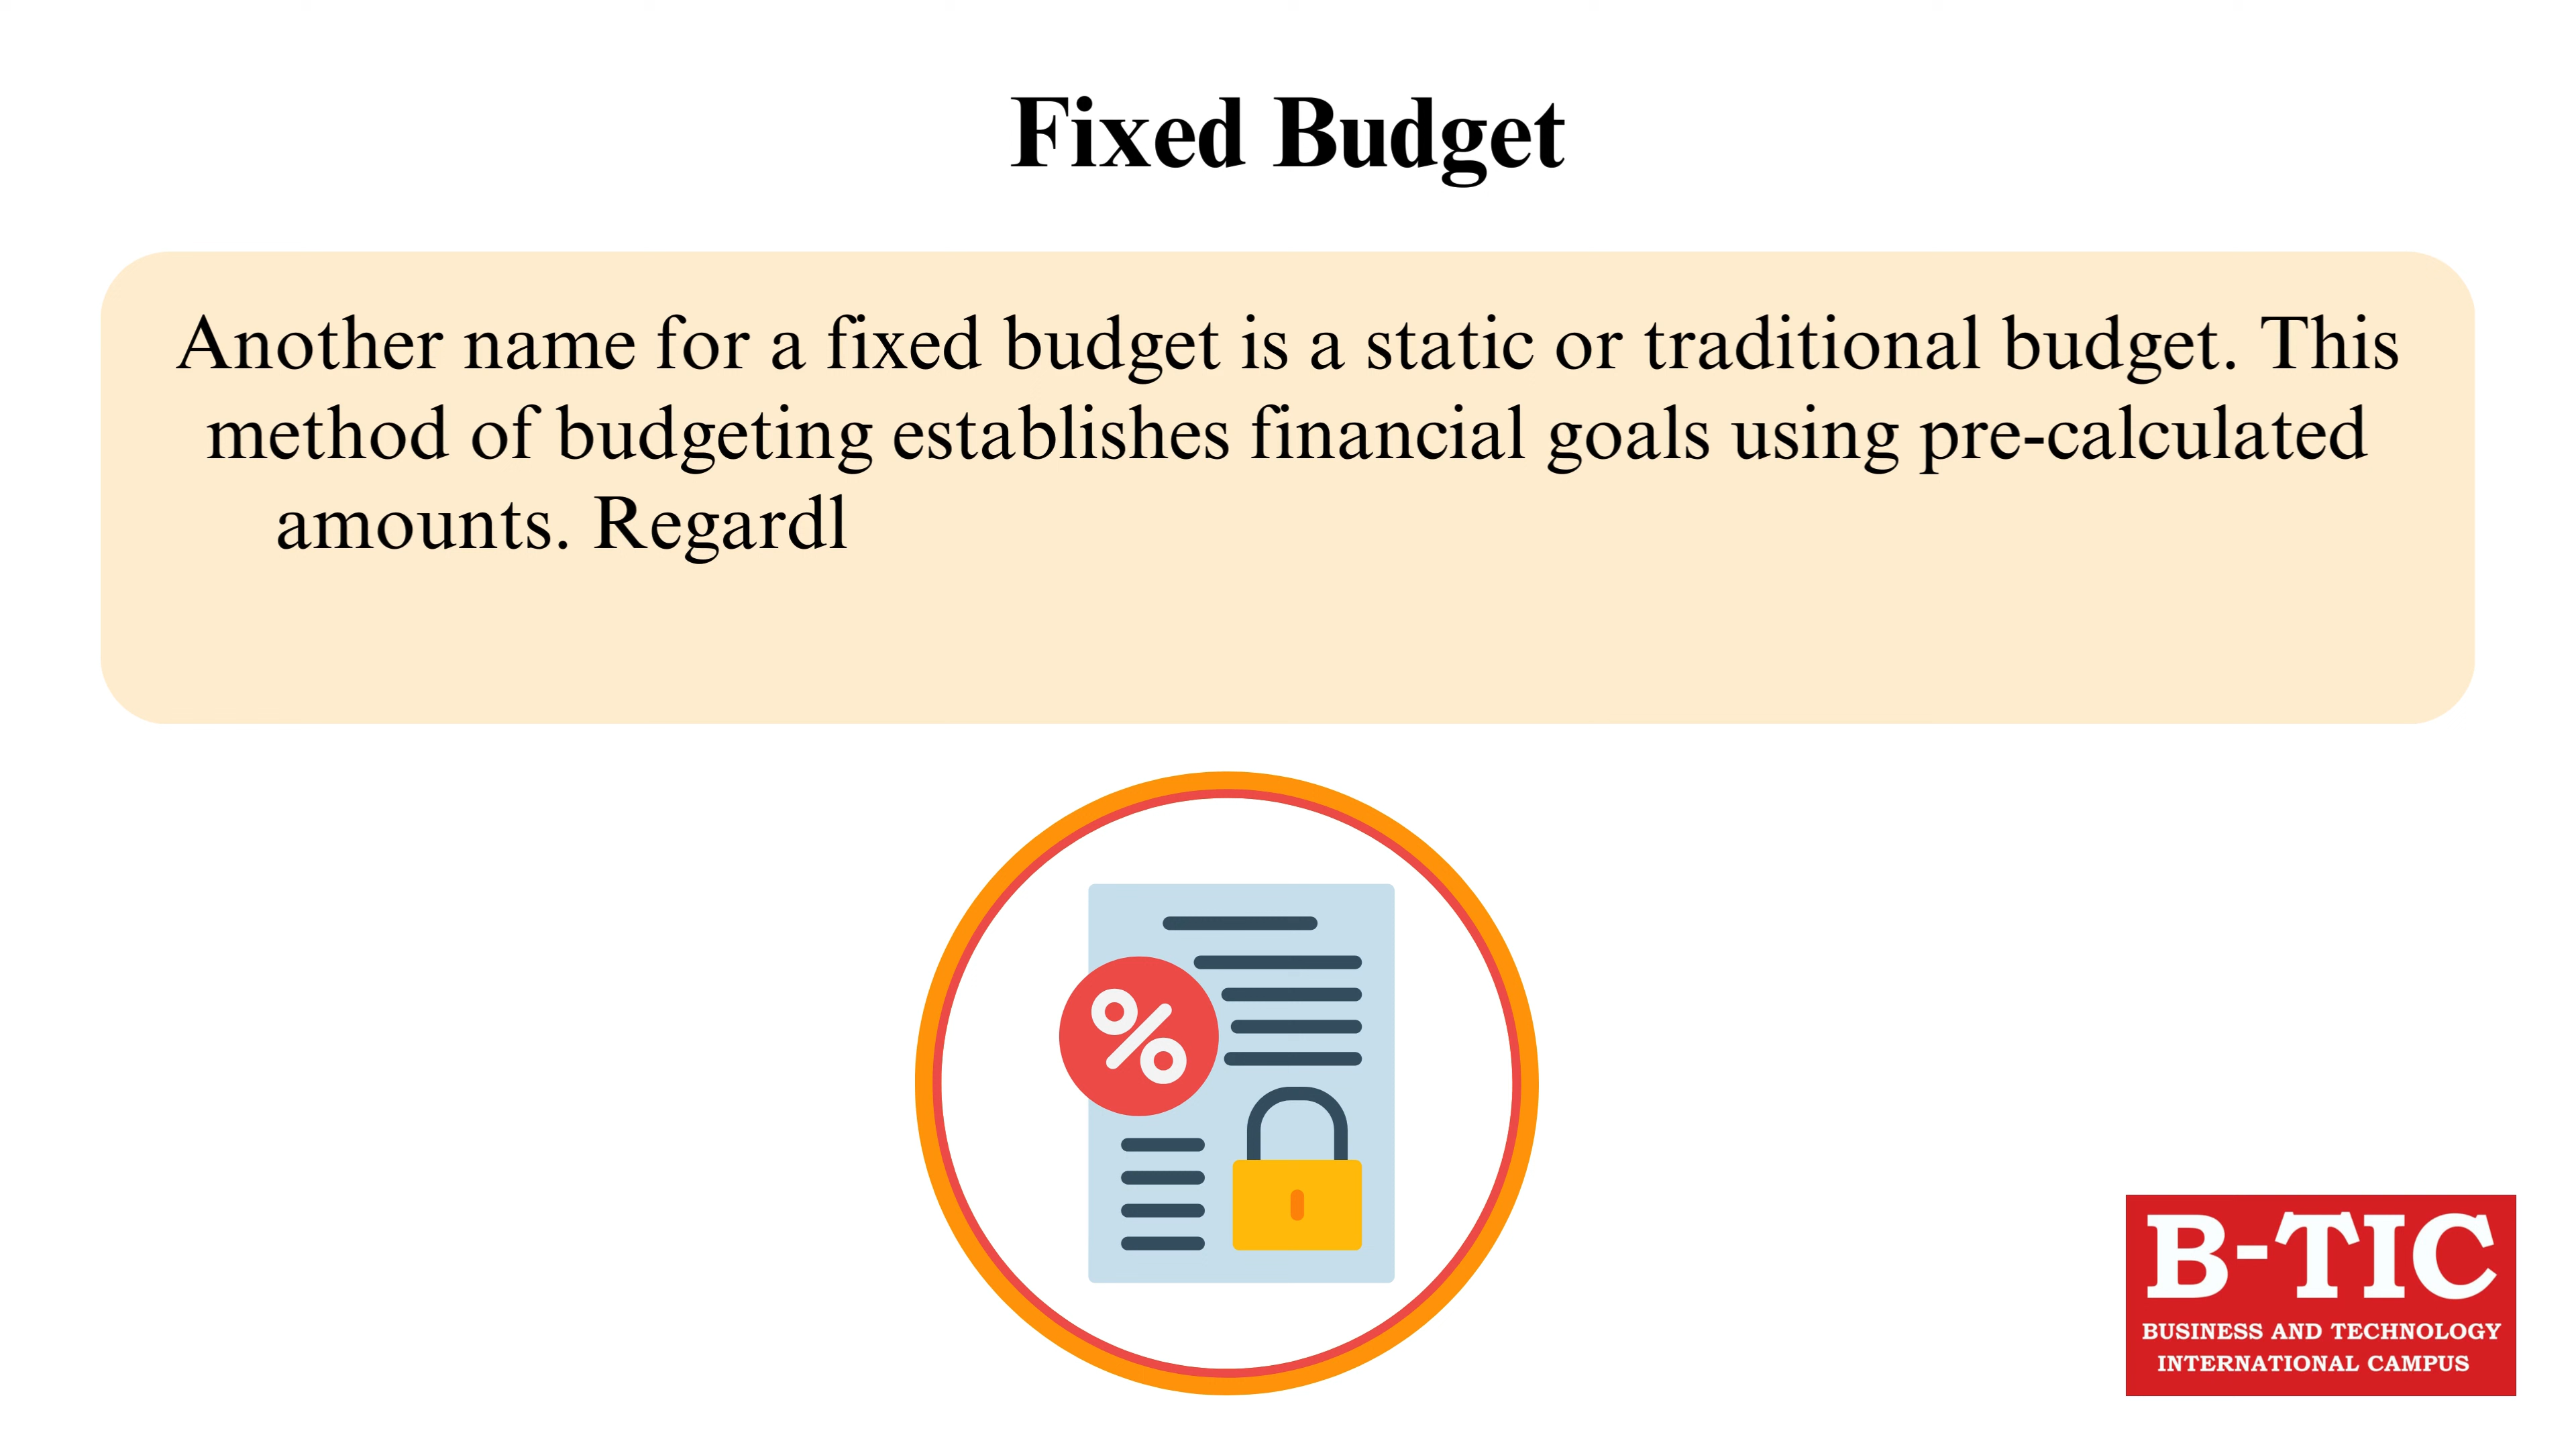 Fixed Budget
Another name for a fixed budget is a static or traditional budget. This
method of budgeting establishes financial goals using pre-calculated
amounts. Regardl
%
B-TIC
BUSINESS AND TECHNOLOGY
INTERNATIONAL CAMPUS